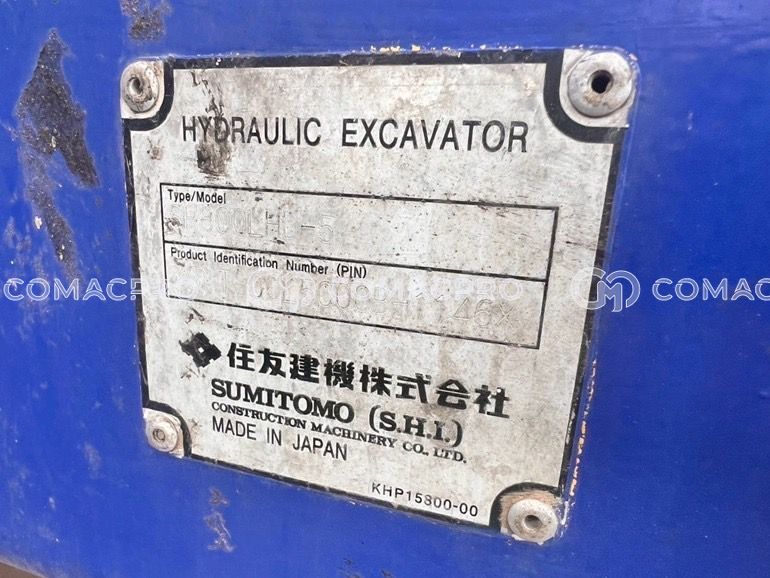 HYDRAULIC EXCAVATOR
Type/Model
Product Identification Number (PIN)
COMACPRO COMACPRO
住友建機株式会社
SUMITOMO (S.H.I.)
CONSTRUCTION MACHINERY CO., LTD.
MADE IN JAPAN
KHP15800-00